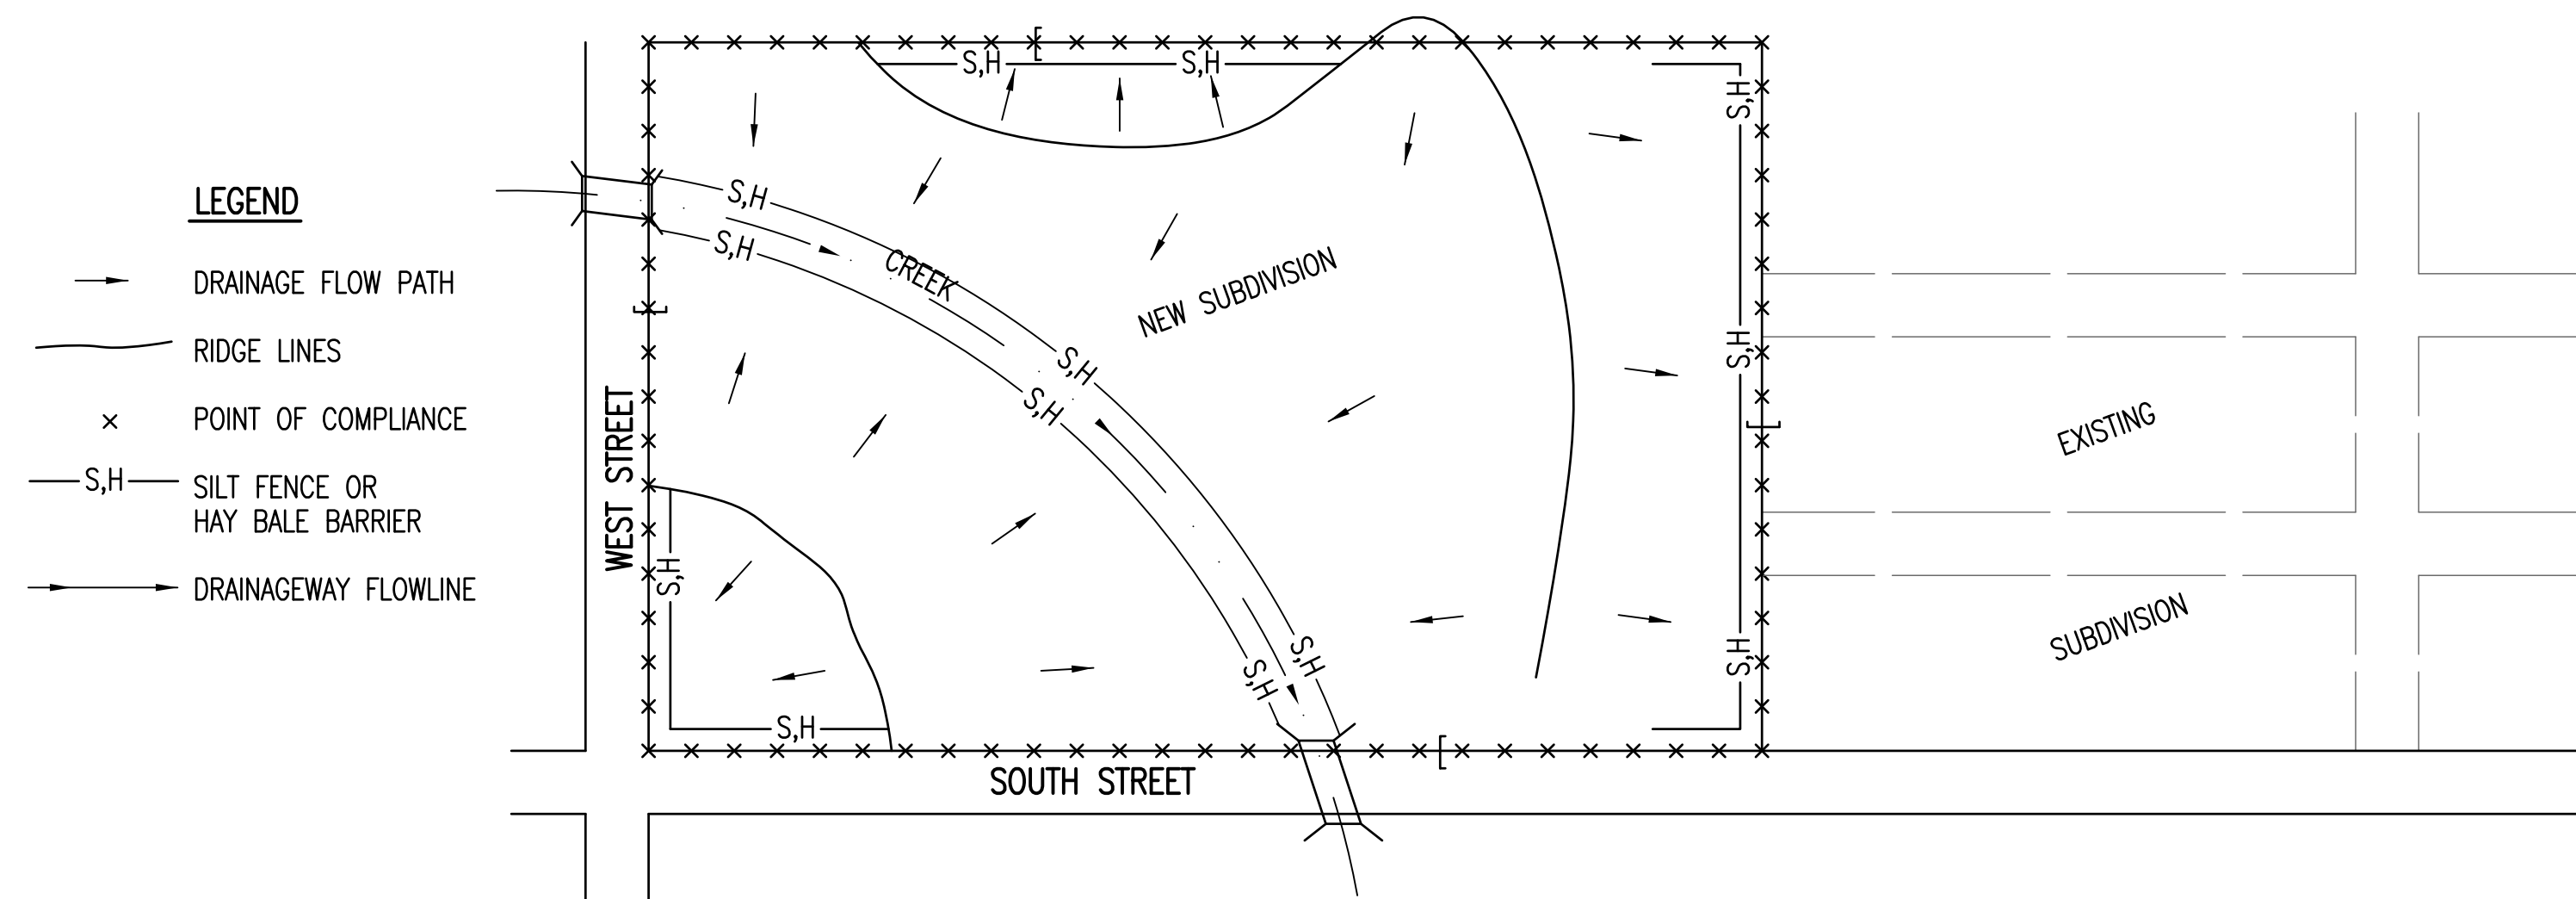 LEGEND
DRAINAGE FLOW PATH
RIDGE LINES
POINT OF COMPLIANCE
S,H
SILT FENCE OR
HAY BALE BARRIER
DRAINAGEWAY FLOWLINE
WEST STREET
SOUTH STREET
S,H
S,H
S,H
S,H
CREEK
NEW SUBDIVISION
S,H
S,H
S,H
S,H
S,H
S,H
S,H
S,H
S,H
EXISTING
SUBDIVISION